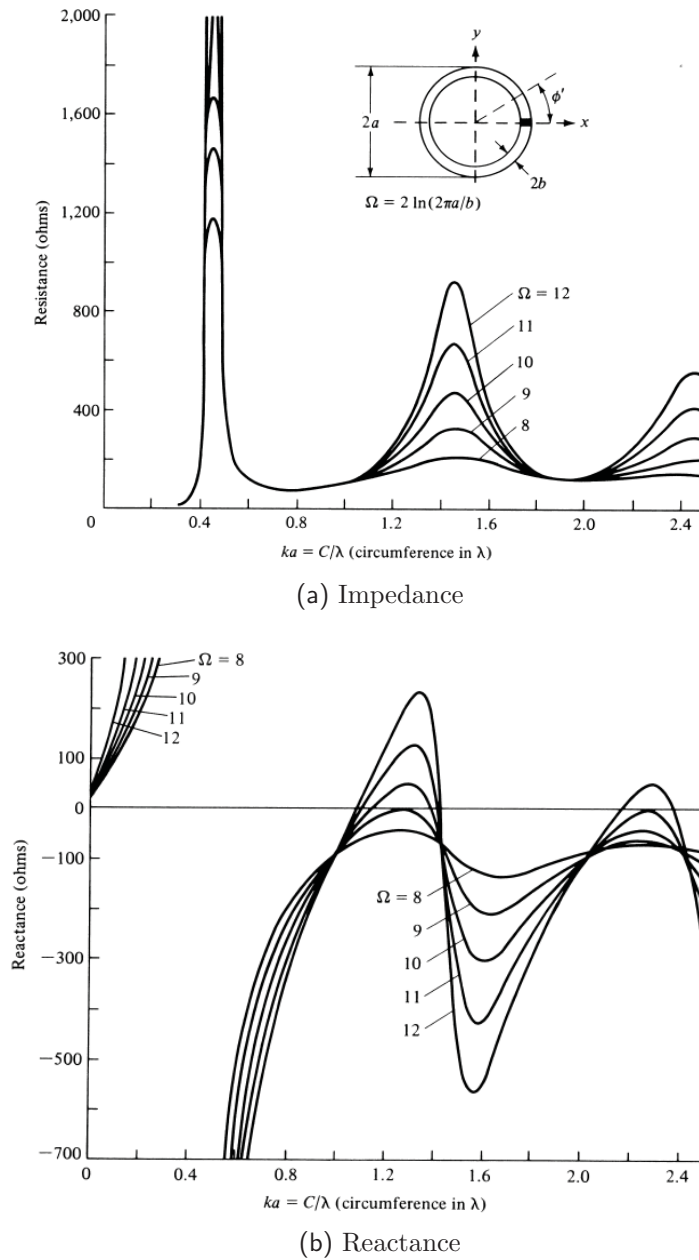 2,000
1,600
1,200
800
400
0
Resistance (ohms)
y
x
2a
2b
ϕ′
Ω = 2 ln(2πa/b)
Ω = 12
11
10
9
8
0.4
0.8
1.2
1.6
2.0
2.4
ka = C/λ (circumference in λ)
(a) Impedance
300
100
0
−100
−300
−500
−700
Reactance (ohms)
Ω = 8
9
10
11
12
Ω = 8
9
10
11
12
0
0.4
0.8
1.2
1.6
2.0
2.4
ka = C/λ (circumference in λ)
(b) Reactance